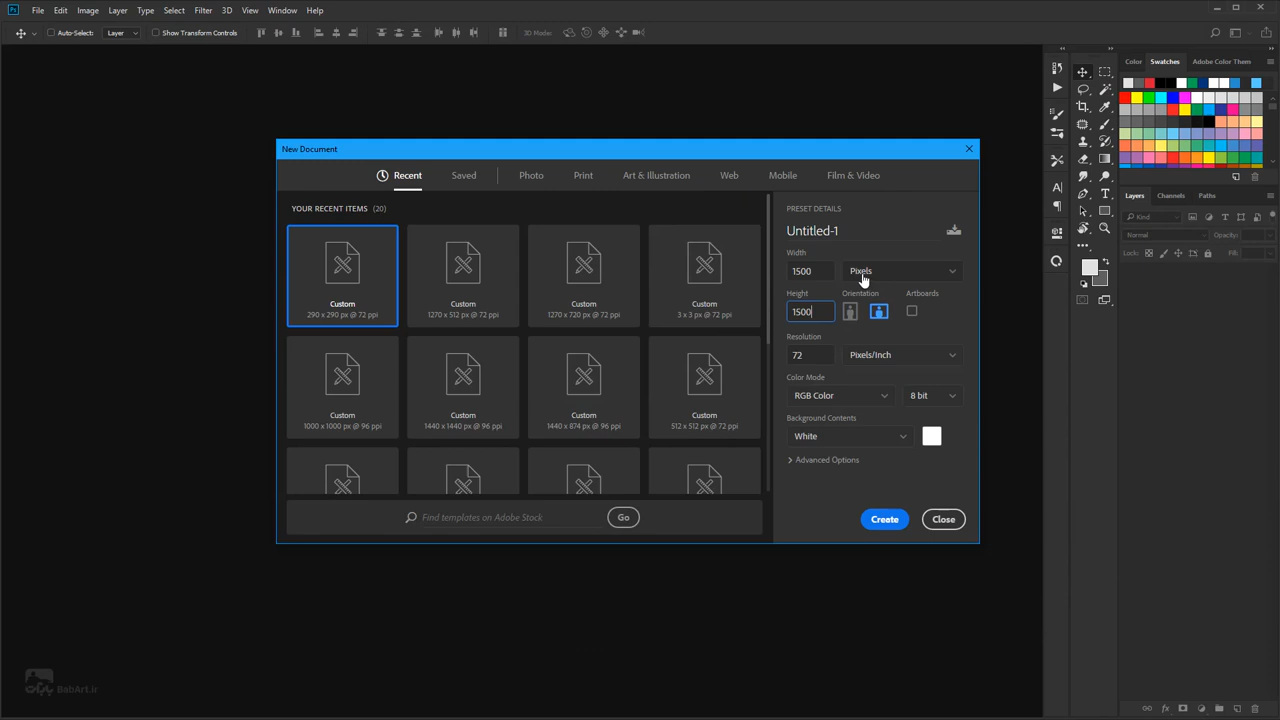 Ps File Edit Image Layer Type Select Filter 3D View Window Help
Auto-Select: Layer Show Transform Controls 3D Mode:
Color Swatches Adobe Color Them
New Document
Recent Saved Photo Print Art & Illustration Web Mobile Film & Video
YOUR RECENT ITEMS (20)
Custom Custom Custom Custom
290 x 290 px @ 72 ppi 1270 x 512 px @ 72 ppi 1270 x 720 px @ 72 ppi 3 x 3 px @ 72 ppi
Custom Custom Custom Custom
1000 x 1000 px @ 96 ppi 1440 x 1440 px @ 96 ppi 1440 x 874 px @ 96 ppi 512 x 512 px @ 72 ppi
Find templates on Adobe Stock Go
PRESET DETAILS
Untitled-1
Width
1500 Pixels
Height Orientation Artboards
1500
Resolution
72 Pixels/Inch
Color Mode
RGB Color 8 bit
Background Contents
White
Advanced Options
Create Close
Layers Channels Paths
Kind
Normal Opacity:
Lock: Fill:
BabArt.ir